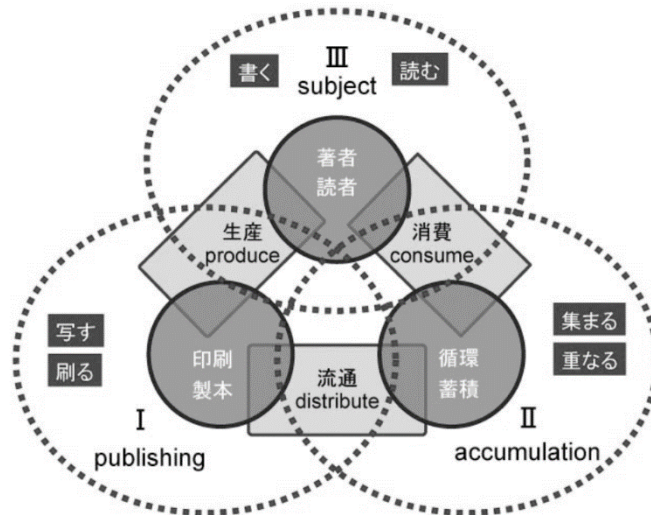 III
書く
読む
subject
著者
読者
生産
produce
消費
consume
写す
刷る
集まる
重なる
印刷
製本
流通
distribute
循環
蓄積
I
publishing
II
accumulation